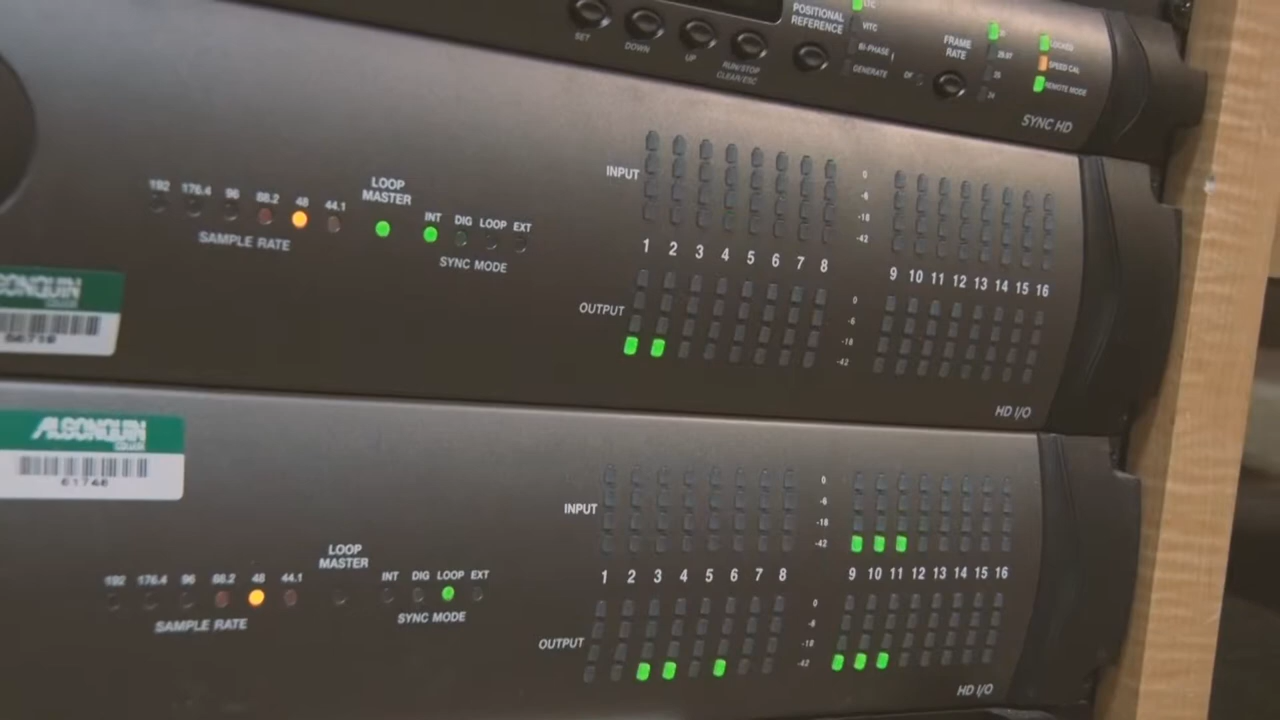 SET
DOWN
UP
RUN/STOP
CLEAR/ESC
POSITIONAL
REFERENCE
LTC
VITC
BI-PHASE
GENERATE
FRAME
RATE
29.97
25
24
LOCKED
SPEED CAL
REMOTE MODE
SYNC HD
192 176.4 96 88.2 48 44.1
SAMPLE RATE
LOOP
MASTER
INT DIG LOOP EXT
SYNC MODE
INPUT
0
-6
-18
-42
1 2 3 4 5 6 7 8
9 10 11 12 13 14 15 16
OUTPUT
0
-6
-18
-42
HD I/O
ALGONQUIN
61746
192 176.4 96 88.2 48 44.1
SAMPLE RATE
LOOP
MASTER
INT DIG LOOP EXT
SYNC MODE
INPUT
0
-6
-18
-42
1 2 3 4 5 6 7 8
9 10 11 12 13 14 15 16
OUTPUT
0
-6
-18
-42
HD I/O